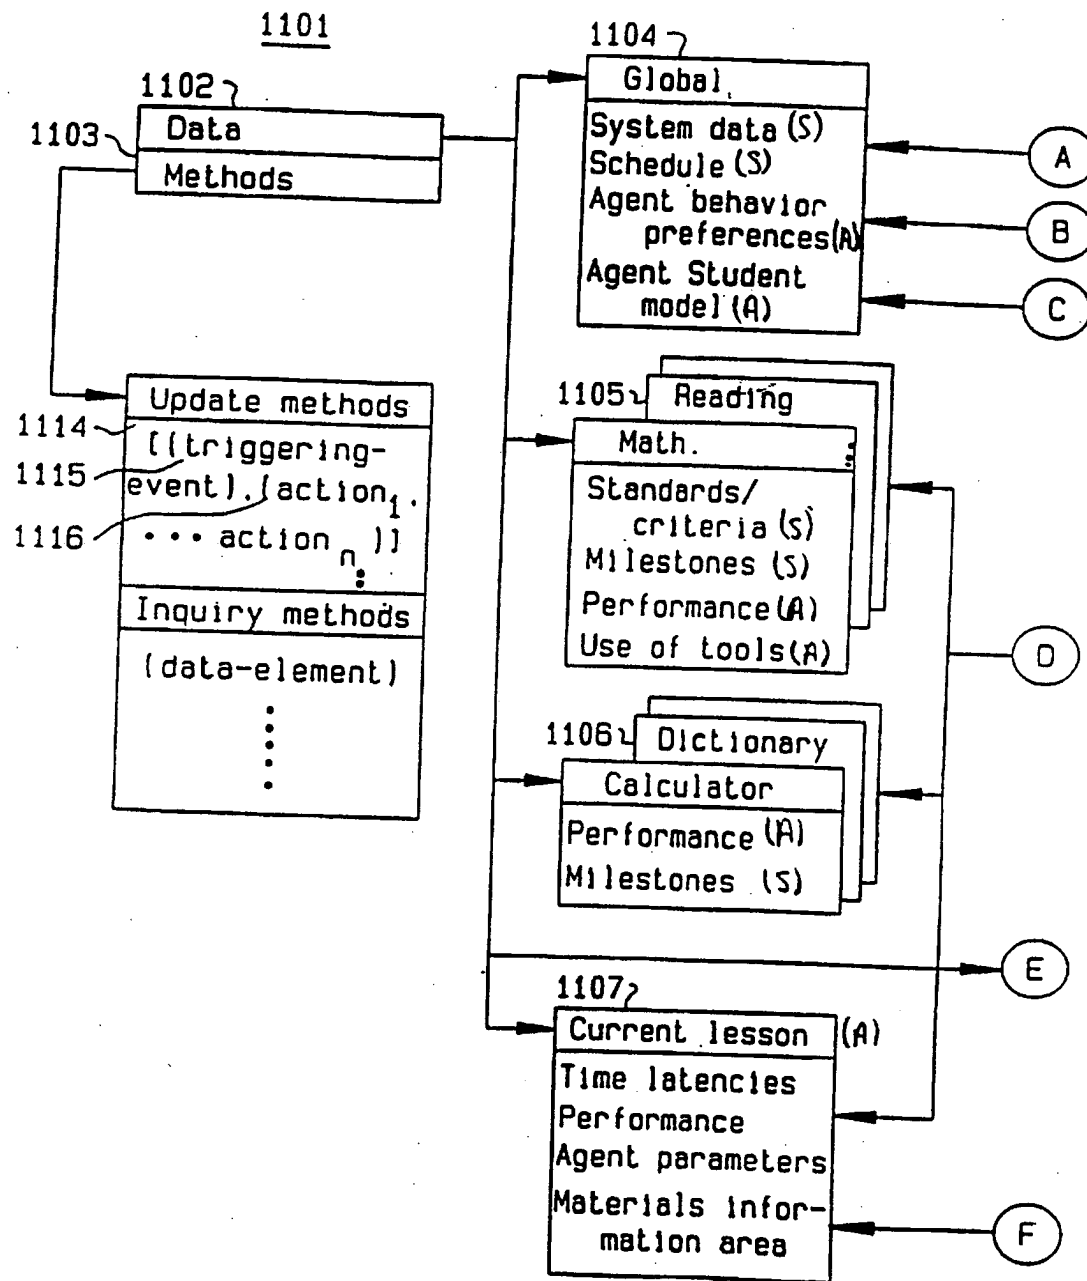 1101
1102
Data
1103
Methods
Update methods
1114
[((triggering-
1115
event),(action1,
1116
••• actionn )]]
Inquiry methods
(data-element)
1104
Global
System data (S)
Schedule (S)
Agent behavior
preferences(A)
Agent Student
model (A)
A
B
C
1105
Reading
Math.
Standards/
criteria (S)
Milestones (S)
Performance (A)
Use of tools (A)
D
1106
Dictionary
Calculator
Performance (A)
Milestones (S)
E
1107
Current lesson (A)
Time latencies
Performance
Agent parameters
Materials infor-
mation area
F